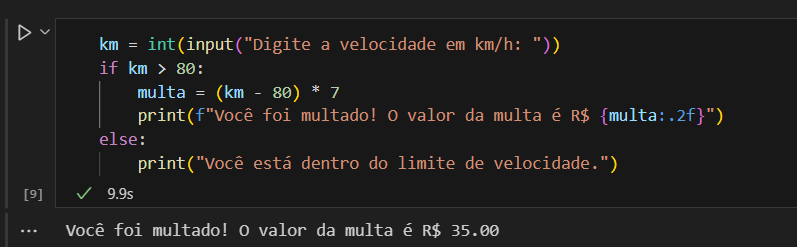 km = int(input("Digite a velocidade em km/h: "))
if km > 80:
    multa = (km - 80) * 7
    print(f"Você foi multado! O valor da multa é R$ {multa:.2f}")
else:
    print("Você está dentro do limite de velocidade.")
[9] 9.9s
Você foi multado! O valor da multa é R$ 35.00